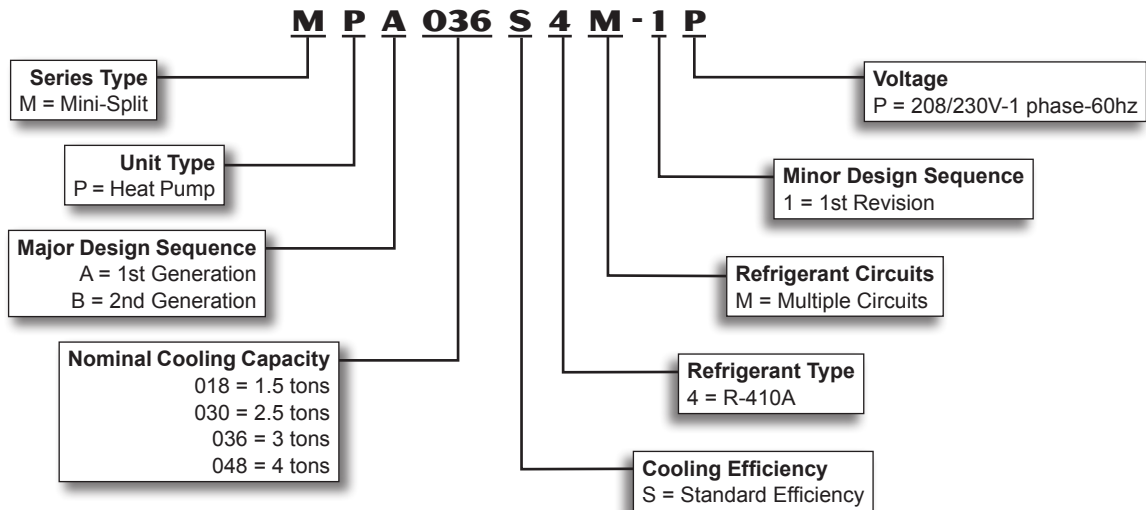 M P A 036 S 4 M - 1 P
Series Type
M = Mini-Split
Voltage
P = 208/230V-1 phase-60hz
Unit Type
P = Heat Pump
Minor Design Sequence
1 = 1st Revision
Major Design Sequence
A = 1st Generation
B = 2nd Generation
Refrigerant Circuits
M = Multiple Circuits
Nominal Cooling Capacity
018 = 1.5 tons
030 = 2.5 tons
036 = 3 tons
048 = 4 tons
Refrigerant Type
4 = R-410A
Cooling Efficiency
S = Standard Efficiency